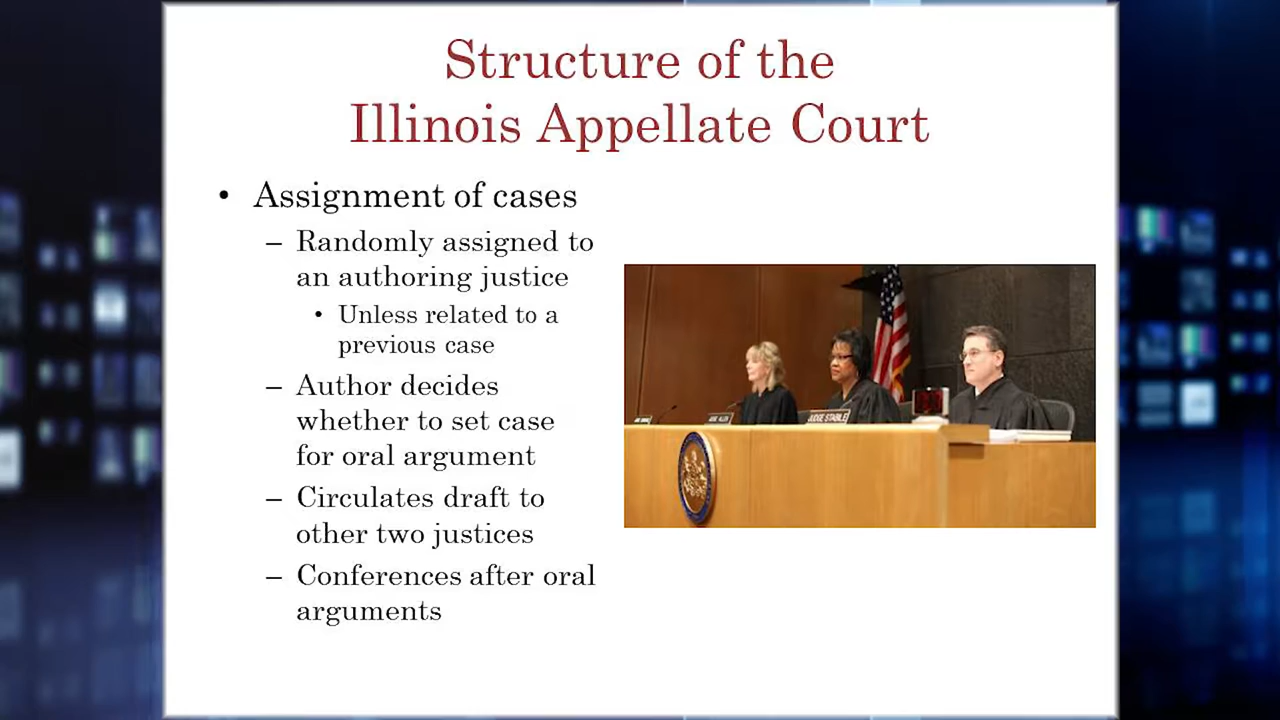 Structure of the
Illinois Appellate Court
• Assignment of cases
– Randomly assigned to
an authoring justice
• Unless related to a
previous case
– Author decides
whether to set case
for oral argument
– Circulates draft to
other two justices
– Conferences after oral
arguments
JUDGE STABILE